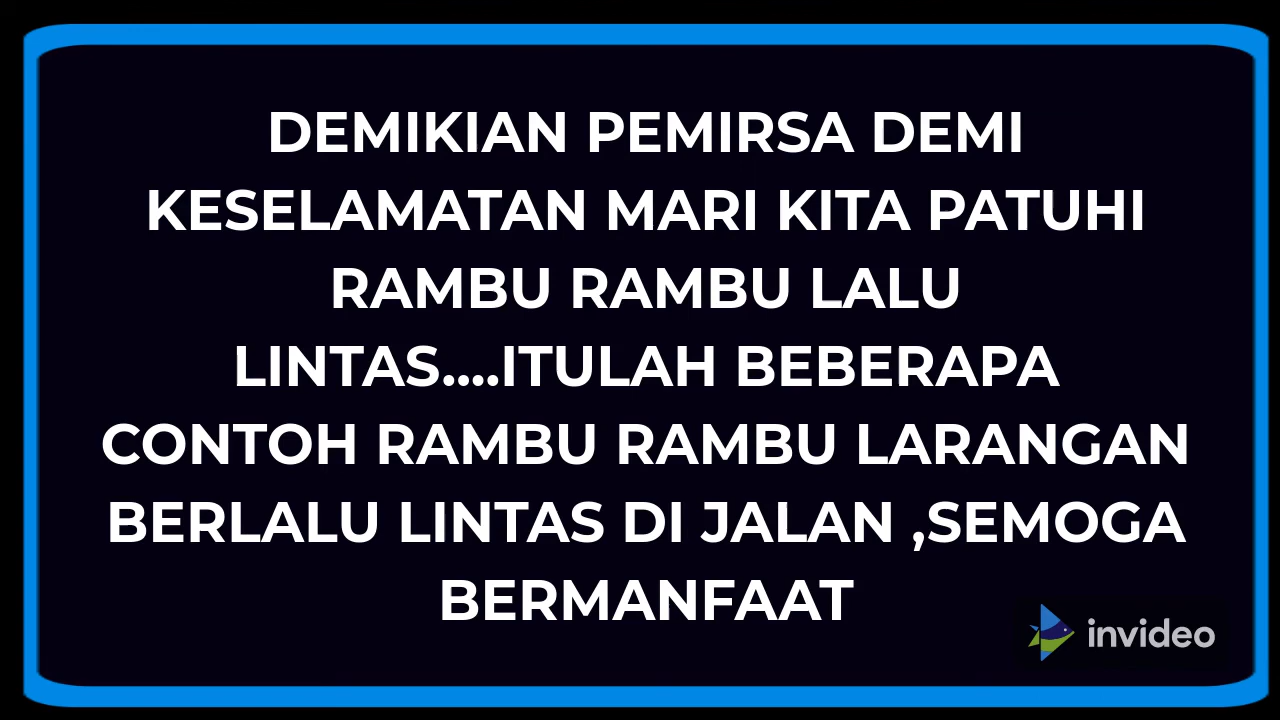 DEMIKIAN PEMIRSA DEMI
KESELAMATAN MARI KITA PATUHI
RAMBU RAMBU LALU
LINTAS....ITULAH BEBERAPA
CONTOH RAMBU RAMBU LARANGAN
BERLALU LINTAS DI JALAN ,SEMOGA
BERMANFAAT
invideo